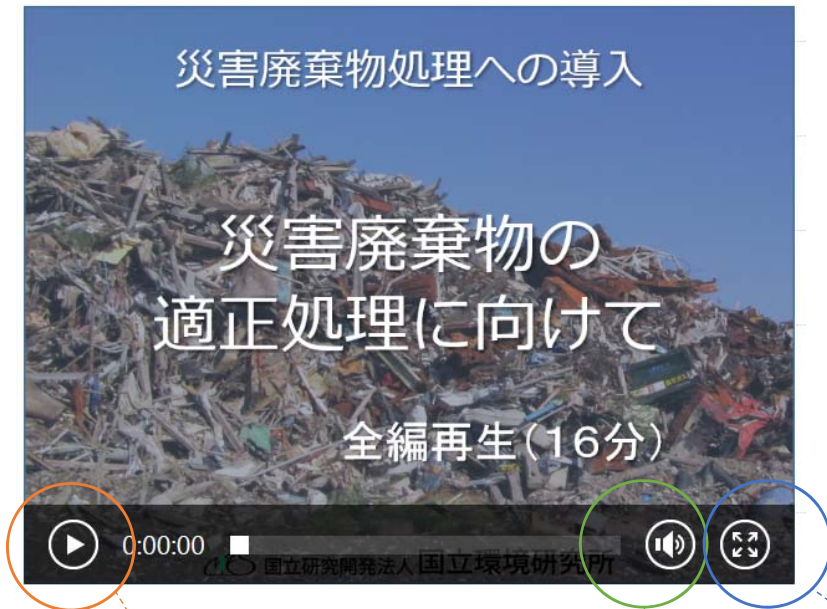 災害廃棄物処理への導入
災害廃棄物の
適正処理に向けて
全編再生(16分)
0:00:00
国立研究開発法人 国立環境研究所